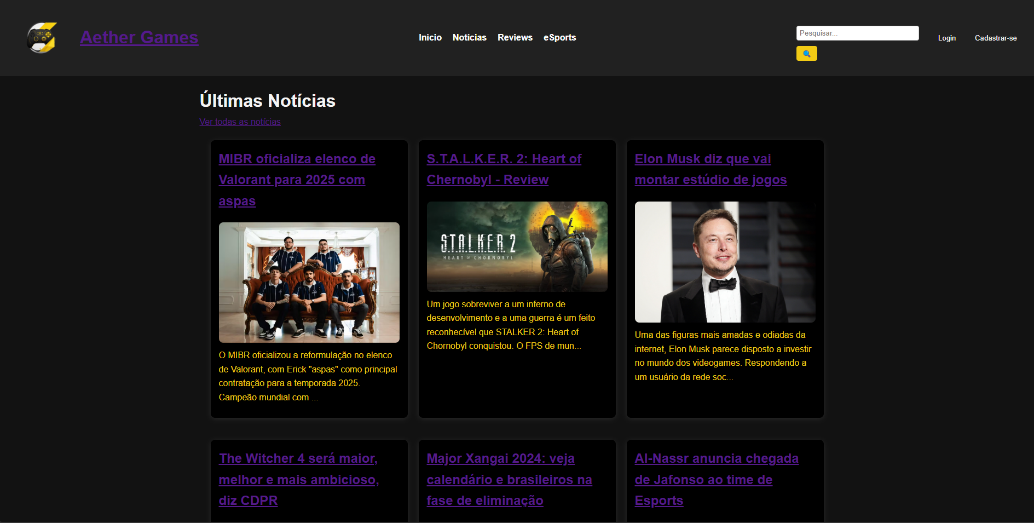 Aether Games
Início Notícias Reviews eSports
Pesquisar...
Login Cadastrar-se
Últimas Notícias
Ver todas as notícias
MIBR oficializa elenco de
Valorant para 2025 com
aspas
O MIBR oficializou a reformulação no elenco
de Valorant, com Erick "aspas" como principal
contratação para a temporada 2025.
Campeão mundial com ...
S.T.A.L.K.E.R. 2: Heart of
Chernobyl - Review
S.T.A.L.K.E.R. 2
HEART OF CHORNOBYL
Um jogo sobreviver a um interno de
desenvolvimento e a uma guerra é um feito
reconhecível que STALKER 2: Heart of
Chornobyl conquistou. O FPS de mun...
Elon Musk diz que vai
montar estúdio de jogos
Uma das figuras mais amadas e odiadas da
internet, Elon Musk parece disposto a investir
no mundo dos videogames. Respondendo a
um usuário da rede soc...
The Witcher 4 será maior,
melhor e mais ambicioso,
diz CDPR
Major Xangai 2024: veja
calendário e brasileiros na
fase de eliminação
Al-Nassr anuncia chegada
de Jafonso ao time de
Esports